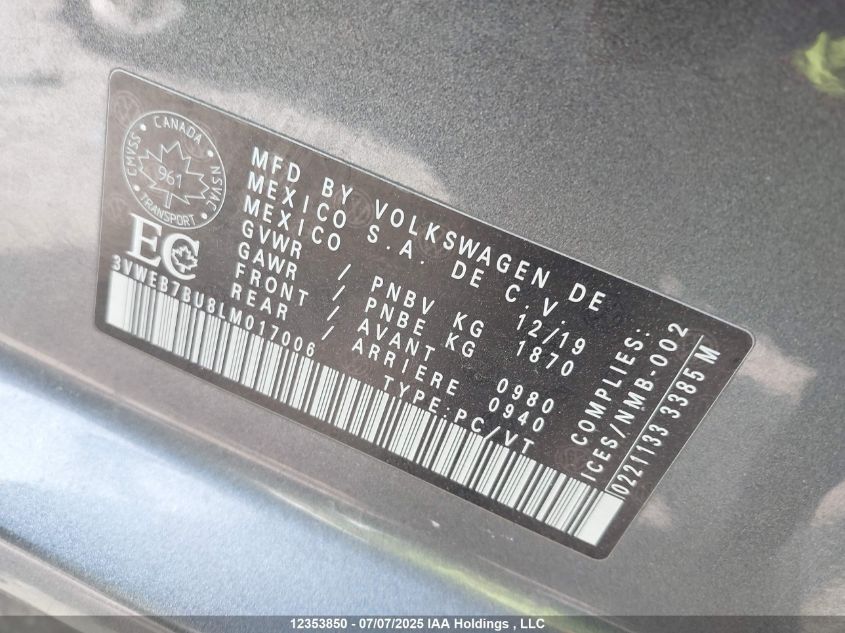 CMVSS · CANADA · NSVAC
961
TRANSPORT
EC
MFD BY VOLKSWAGEN DE
MEXICO S.A. DE C.V.
MEXICO 12/19
GVWR / PNBV KG 1870
GAWR / PNBE KG
FRONT / AVANT 0980
REAR / ARRIERE 0940
3VWEB7BU8LM017006 TYPE:PC/VT
COMPLIES:
ICES/NMB-002
0221133 3385 M
12353850 - 07/07/2025 IAA Holdings , LLC